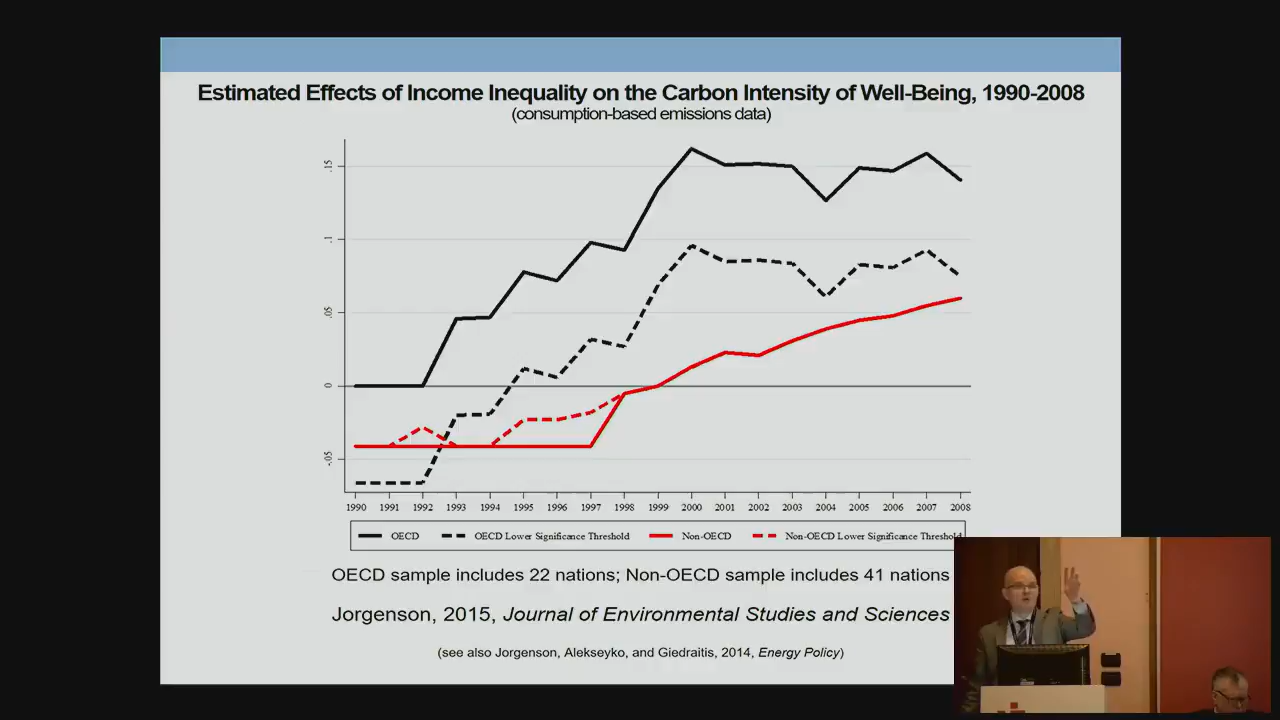 Estimated Effects of Income Inequality on the Carbon Intensity of Well-Being, 1990-2008
(consumption-based emissions data)
.15
.1
.05
0
-.05
1990 1991 1992 1993 1994 1995 1996 1997 1998 1999 2000 2001 2002 2003 2004 2005 2006 2007 2008
OECD OECD Lower Significance Threshold Non-OECD Non-OECD Lower Significance Threshold
OECD sample includes 22 nations; Non-OECD sample includes 41 nations
Jorgenson, 2015, Journal of Environmental Studies and Sciences
(see also Jorgenson, Alekseyko, and Giedraitis, 2014, Energy Policy)